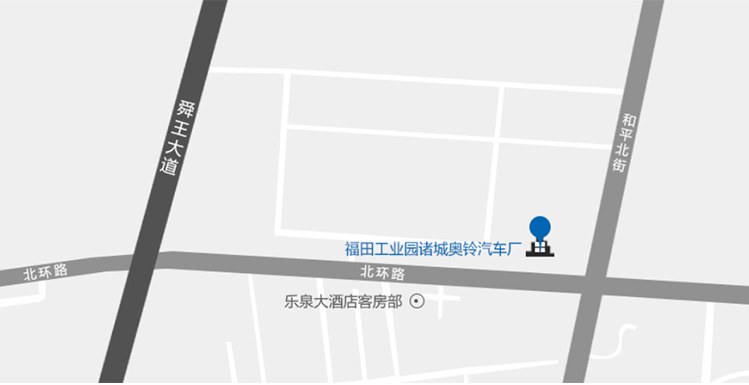 舜王大道
和平北街
福田工业园诸城奥铃汽车厂
北环路
北环路
乐泉大酒店客房部